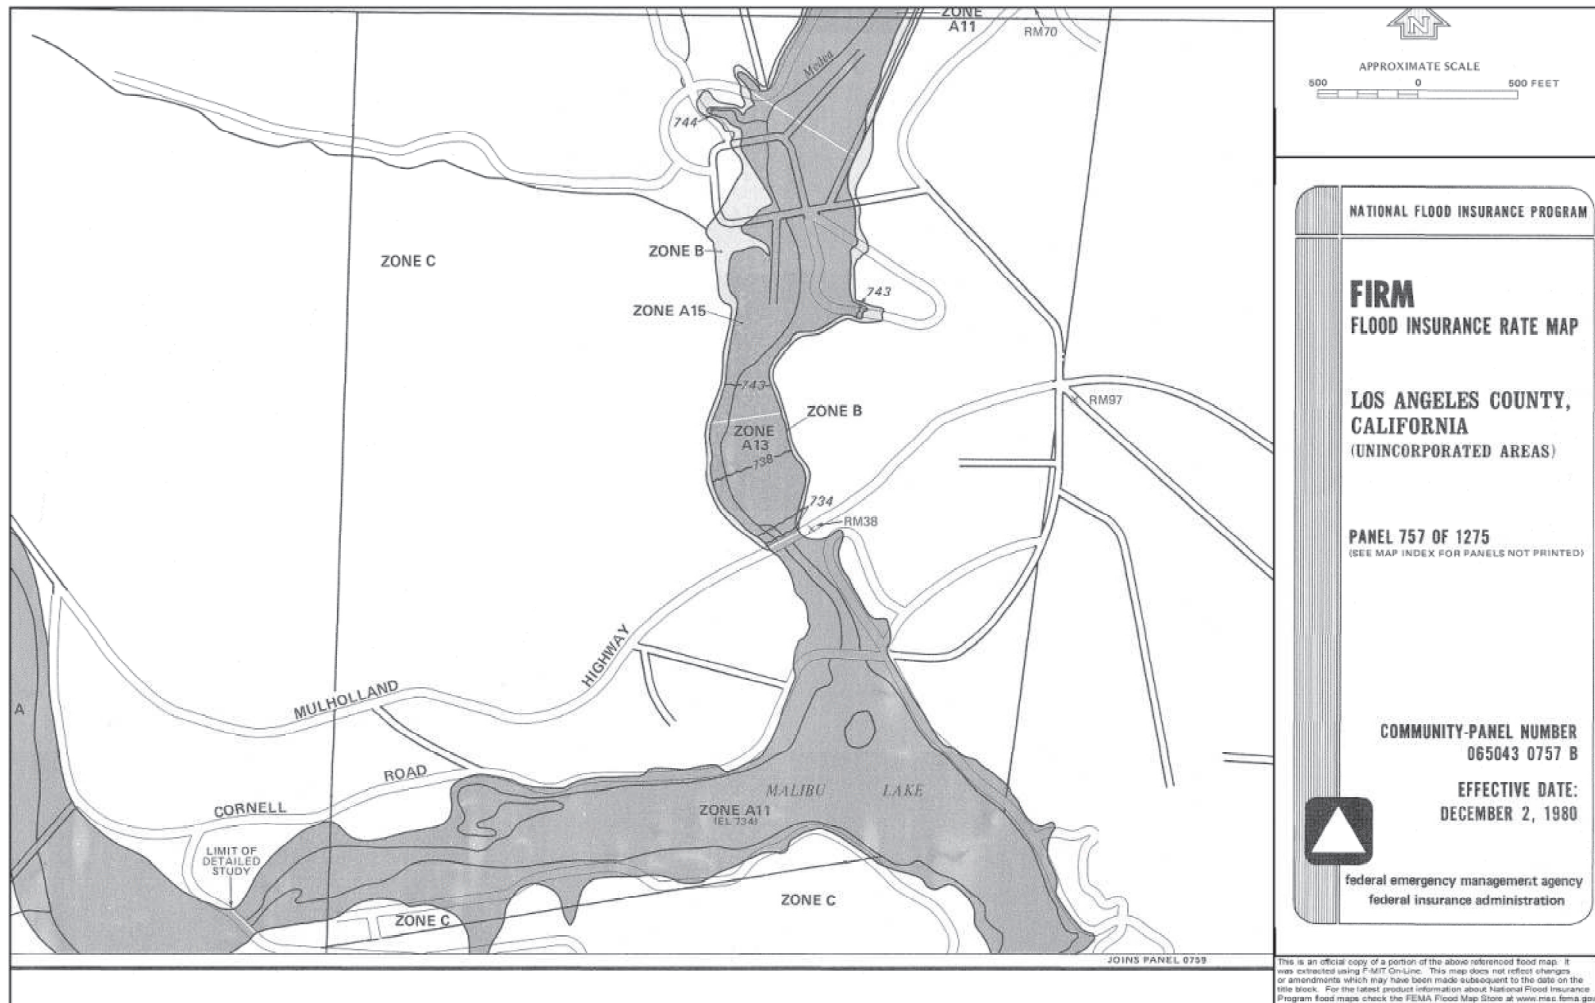 ZONE
A11
RM70
Medea
744
ZONE C
ZONE B
ZONE A15
743
743
ZONE B
RM97
ZONE
A13
738
734
RM38
HIGHWAY
MULHOLLAND
A
ROAD
CORNELL
MALIBU LAKE
ZONE A11
(EL 734)
LIMIT OF
DETAILED
STUDY
ZONE C
ZONE C
JOINS PANEL 0759
N
APPROXIMATE SCALE
500 0 500 FEET
NATIONAL FLOOD INSURANCE PROGRAM
FIRM
FLOOD INSURANCE RATE MAP
LOS ANGELES COUNTY,
CALIFORNIA
(UNINCORPORATED AREAS)
PANEL 757 OF 1275
(SEE MAP INDEX FOR PANELS NOT PRINTED)
COMMUNITY-PANEL NUMBER
065043 0757 B
EFFECTIVE DATE:
DECEMBER 2, 1980
federal emergency management agency
federal insurance administration
This is an official copy of a portion of the above referenced flood map. It
was extracted using F-MIT On-Line. This map does not reflect changes
or amendments which may have been made subsequent to the date on the
title block. For the latest product information about National Flood Insurance
Program flood maps check the FEMA Flood Map Store at www.msc.fema.gov